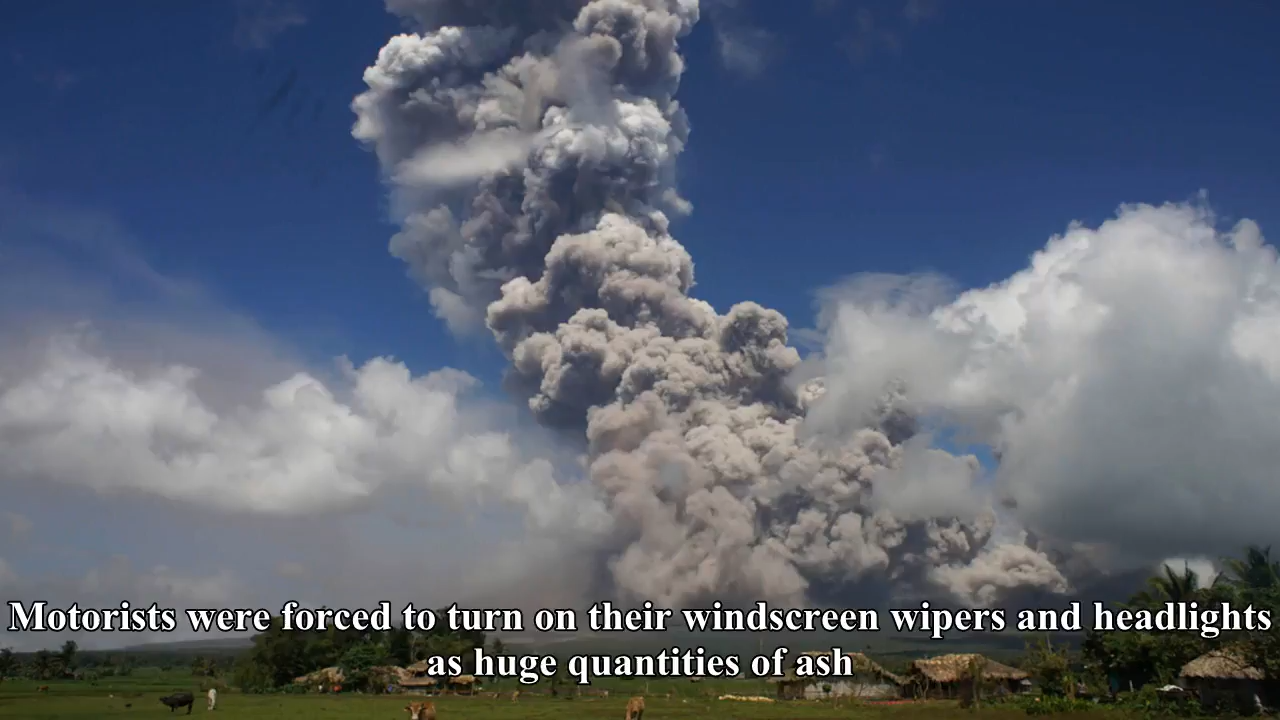 Motorists were forced to turn on their windscreen wipers and headlights
as huge quantities of ash